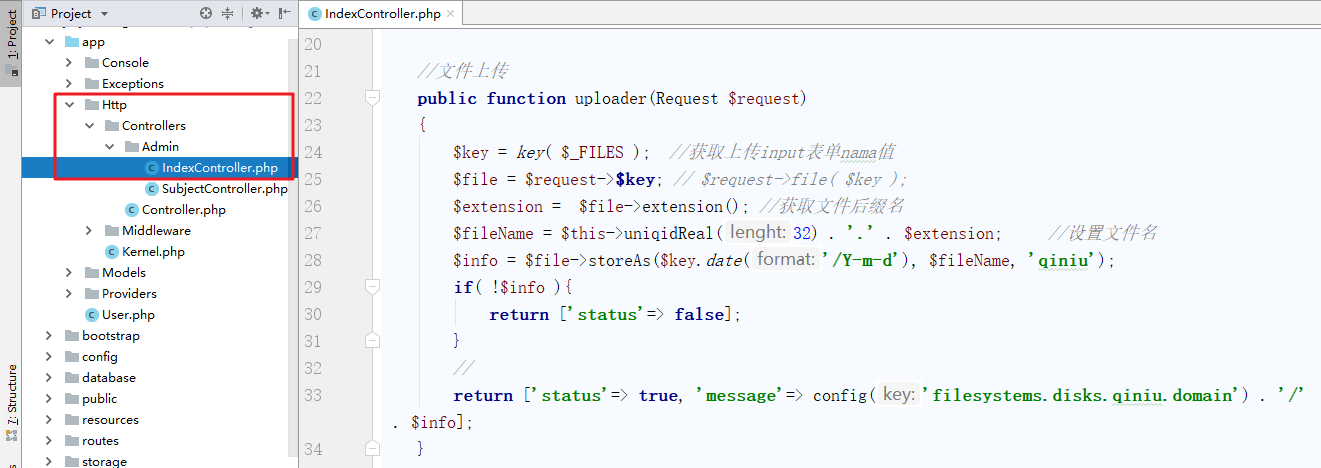 1: Project
7: Structure
Project
app
Console
Exceptions
Http
Controllers
Admin
IndexController.php
SubjectController.php
Controller.php
Middleware
Kernel.php
Models
Providers
User.php
bootstrap
config
database
public
resources
routes
storage
IndexController.php
20
21 //文件上传
22 public function uploader(Request $request)
23 {
24 $key = key( $_FILES ); //获取上传input表单nama值
25 $file = $request->$key; // $request->file( $key );
26 $extension = $file->extension(); //获取文件后缀名
27 $fileName = $this->uniqidReal( lenght: 32) . '.' . $extension; //设置文件名
28 $info = $file->storeAs($key.date( format: '/Y-m-d'), $fileName, 'qiniu');
29 if( !$info ){
30 return ['status'=> false];
31 }
32 //
33 return ['status'=> true, 'message'=> config( key: 'filesystems.disks.qiniu.domain') . '/'
. $info];
34 }